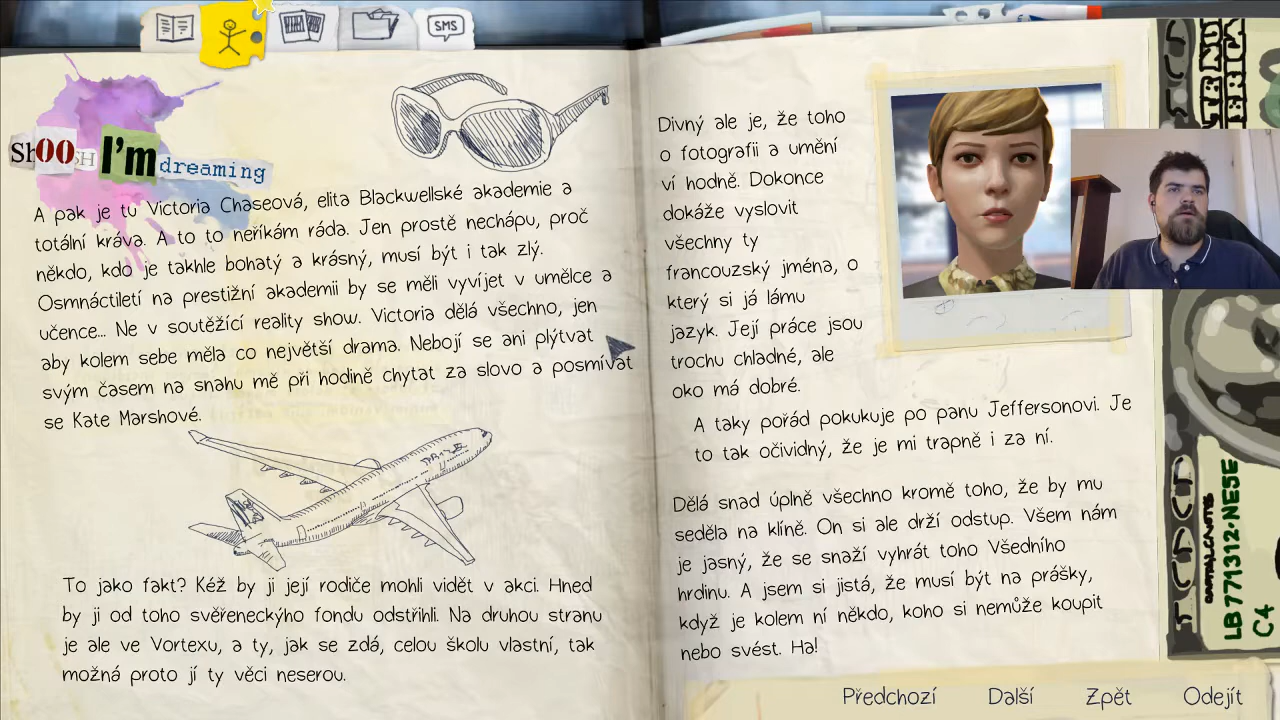 SMS
ShOOSH I'm dreaming
A pak je tu Victoria Chaseová, elita Blackwellské akademie a
totální kráva. A to to neříkám ráda. Jen prostě nechápu, proč
někdo, kdo je takhle bohatý a krásný, musí být i tak zlý.
Osmnáctiletí na prestižní akademii by se měli vyvíjet v umělce a
učence... Ne v soutěžící reality show. Victoria dělá všechno, jen
aby kolem sebe měla co největší drama. Nebojí se ani plýtvat
svým časem na snahu mě při hodině chytat za slovo a posmívat
se Kate Marshové.
To jako fakt? Kéž by ji její rodiče mohli vidět v akci. Hned
by ji od toho svěřeneckýho fondu odstřihli. Na druhou stranu
je ale ve Vortexu, a ty, jak se zdá, celou školu vlastní, tak
možná proto jí ty věci neserou.
Divný ale je, že toho
o fotografii a umění
ví hodně. Dokonce
dokáže vyslovit
všechny ty
francouzský jména, o
který si já lámu
jazyk. Její práce jsou
trochu chladné, ale
oko má dobré.
A taky pořád pokukuje po panu Jeffersonovi. Je
to tak očividný, že je mi trapně i za ní.
Dělá snad úplně všechno kromě toho, že by mu
seděla na klíně. On si ale drží odstup. Všem nám
je jasný, že se snaží vyhrát toho Všedního
hrdinu. A jsem si jistá, že musí být na prášky,
když je kolem ní někdo, koho si nemůže koupit
nebo svést. Ha!
LB771312-NESE
C4
Předchozí Další Zpět Odejít